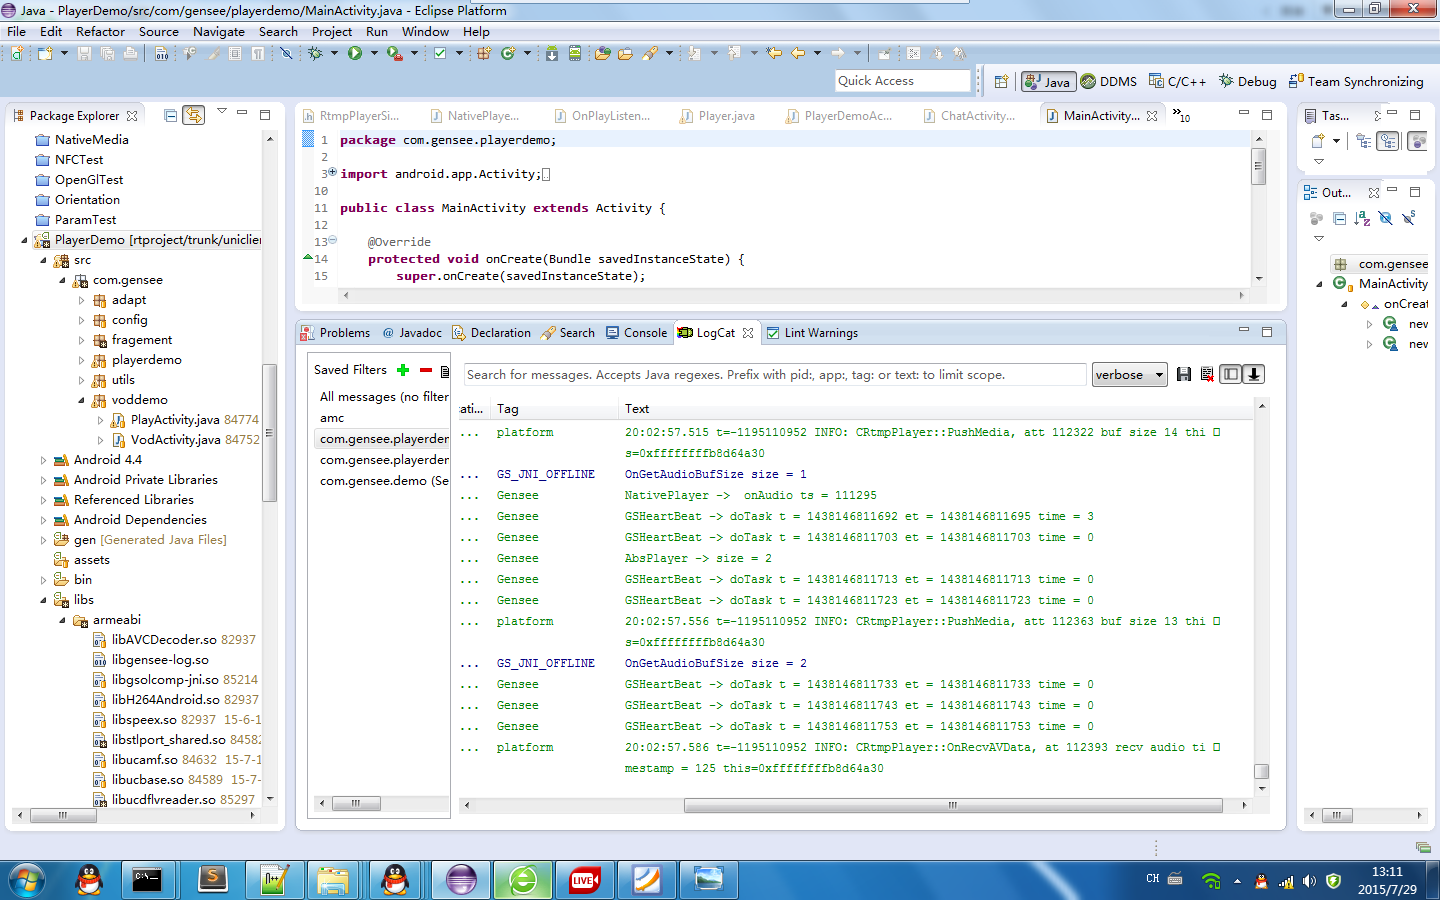 Java - PlayerDemo/src/com/gensee/playerdemo/MainActivity.java - Eclipse Platform
File Edit Refactor Source Navigate Search Project Run Window Help
Quick Access
Java DDMS C/C++ Debug Team Synchronizing
Package Explorer
NativeMedia
NFCTest
OpenGlTest
Orientation
ParamTest
PlayerDemo [rtproject/trunk/uniclien
src
com.gensee
adapt
config
fragement
playerdemo
utils
voddemo
PlayActivity.java 84774
VodActivity.java 84752
Android 4.4
Android Private Libraries
Referenced Libraries
Android Dependencies
gen [Generated Java Files]
assets
bin
libs
armeabi
libAVCDecoder.so 82937
libgensee-log.so
libgsolcomp-jni.so 85214
libH264Android.so 82937
libspeex.so 82937 15-6-1
libstlport_shared.so 84582
libucamf.so 84632 15-7-1
libucbase.so 84589 15-7-
libucdflvreader.so 85297
RtmpPlayerSi... NativePlaye... OnPlayListen... Player.java PlayerDemoAc... ChatActivity... MainActivity... »10
1 package com.gensee.playerdemo;
2
3 import android.app.Activity;
10
11 public class MainActivity extends Activity {
12
13 @Override
14 protected void onCreate(Bundle savedInstanceState) {
15 super.onCreate(savedInstanceState);
Problems @ Javadoc Declaration Search Console LogCat Lint Warnings
Saved Filters
All messages (no filter
amc
com.gensee.playerden
com.gensee.playerden
com.gensee.demo (Se
Search for messages. Accepts Java regexes. Prefix with pid:, app:, tag: or text: to limit scope.
verbose
ati... Tag Text
... platform 20:02:57.515 t=-1195110952 INFO: CRtmpPlayer::PushMedia, att 112322 buf size 14 thi
s=0xffffffffb8d64a30
... GS_JNI_OFFLINE OnGetAudioBufSize size = 1
... Gensee NativePlayer -> onAudio ts = 111295
... Gensee GSHeartBeat -> doTask t = 1438146811692 et = 1438146811695 time = 3
... Gensee GSHeartBeat -> doTask t = 1438146811703 et = 1438146811703 time = 0
... Gensee AbsPlayer -> size = 2
... Gensee GSHeartBeat -> doTask t = 1438146811713 et = 1438146811713 time = 0
... Gensee GSHeartBeat -> doTask t = 1438146811723 et = 1438146811723 time = 0
... platform 20:02:57.556 t=-1195110952 INFO: CRtmpPlayer::PushMedia, att 112363 buf size 13 thi
s=0xffffffffb8d64a30
... GS_JNI_OFFLINE OnGetAudioBufSize size = 2
... Gensee GSHeartBeat -> doTask t = 1438146811733 et = 1438146811733 time = 0
... Gensee GSHeartBeat -> doTask t = 1438146811743 et = 1438146811743 time = 0
... Gensee GSHeartBeat -> doTask t = 1438146811753 et = 1438146811753 time = 0
... platform 20:02:57.586 t=-1195110952 INFO: CRtmpPlayer::OnRecvAVData, at 112393 recv audio ti
mestamp = 125 this=0xffffffffb8d64a30
Tas...
Out...
com.gensee
MainActivity
onCreat
new
new
LIVE
CH
13:11
2015/7/29